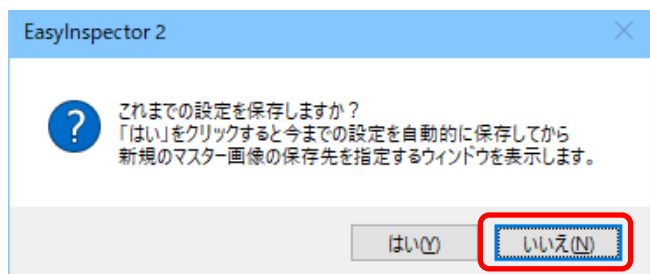 EasyInspector 2
?
これまでの設定を保存しますか？
「はい」をクリックすると今までの設定を自動的に保存してから
新規のマスター画像の保存先を指定するウィンドウを表示します。
はい(Y)
いいえ(N)